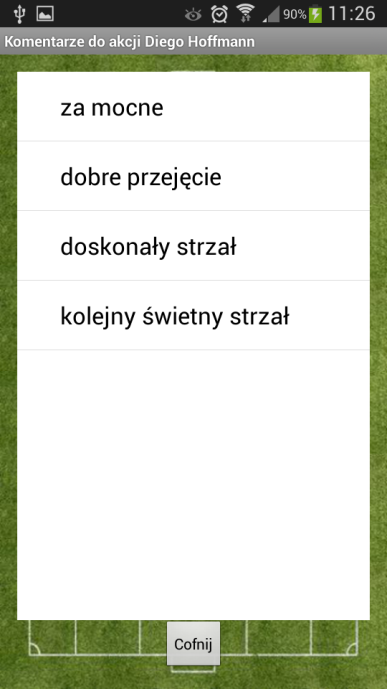 90% 11:26
Komentarze do akcji Diego Hoffmann
za mocne
dobre przejęcie
doskonały strzał
kolejny świetny strzał
Cofnij